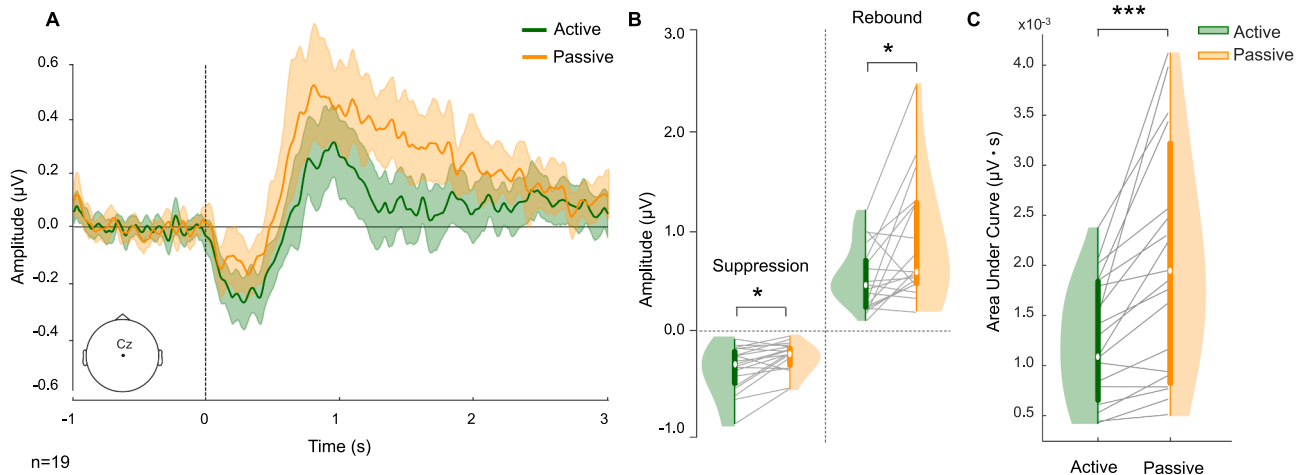 A
Active
Passive
Amplitude (µV)
0.6
0.4
0.2
0.0
-0.2
-0.4
-0.6
Cz
-1
0
1
2
3
Time (s)
n=19
B
Rebound
*
Suppression
*
Amplitude (µV)
3.0
2.0
1.0
0.0
-1.0
C
x10⁻³
***
Active
Passive
Area Under Curve (µV · s)
4.0
3.5
3.0
2.5
2.0
1.5
1.0
0.5
Active Passive